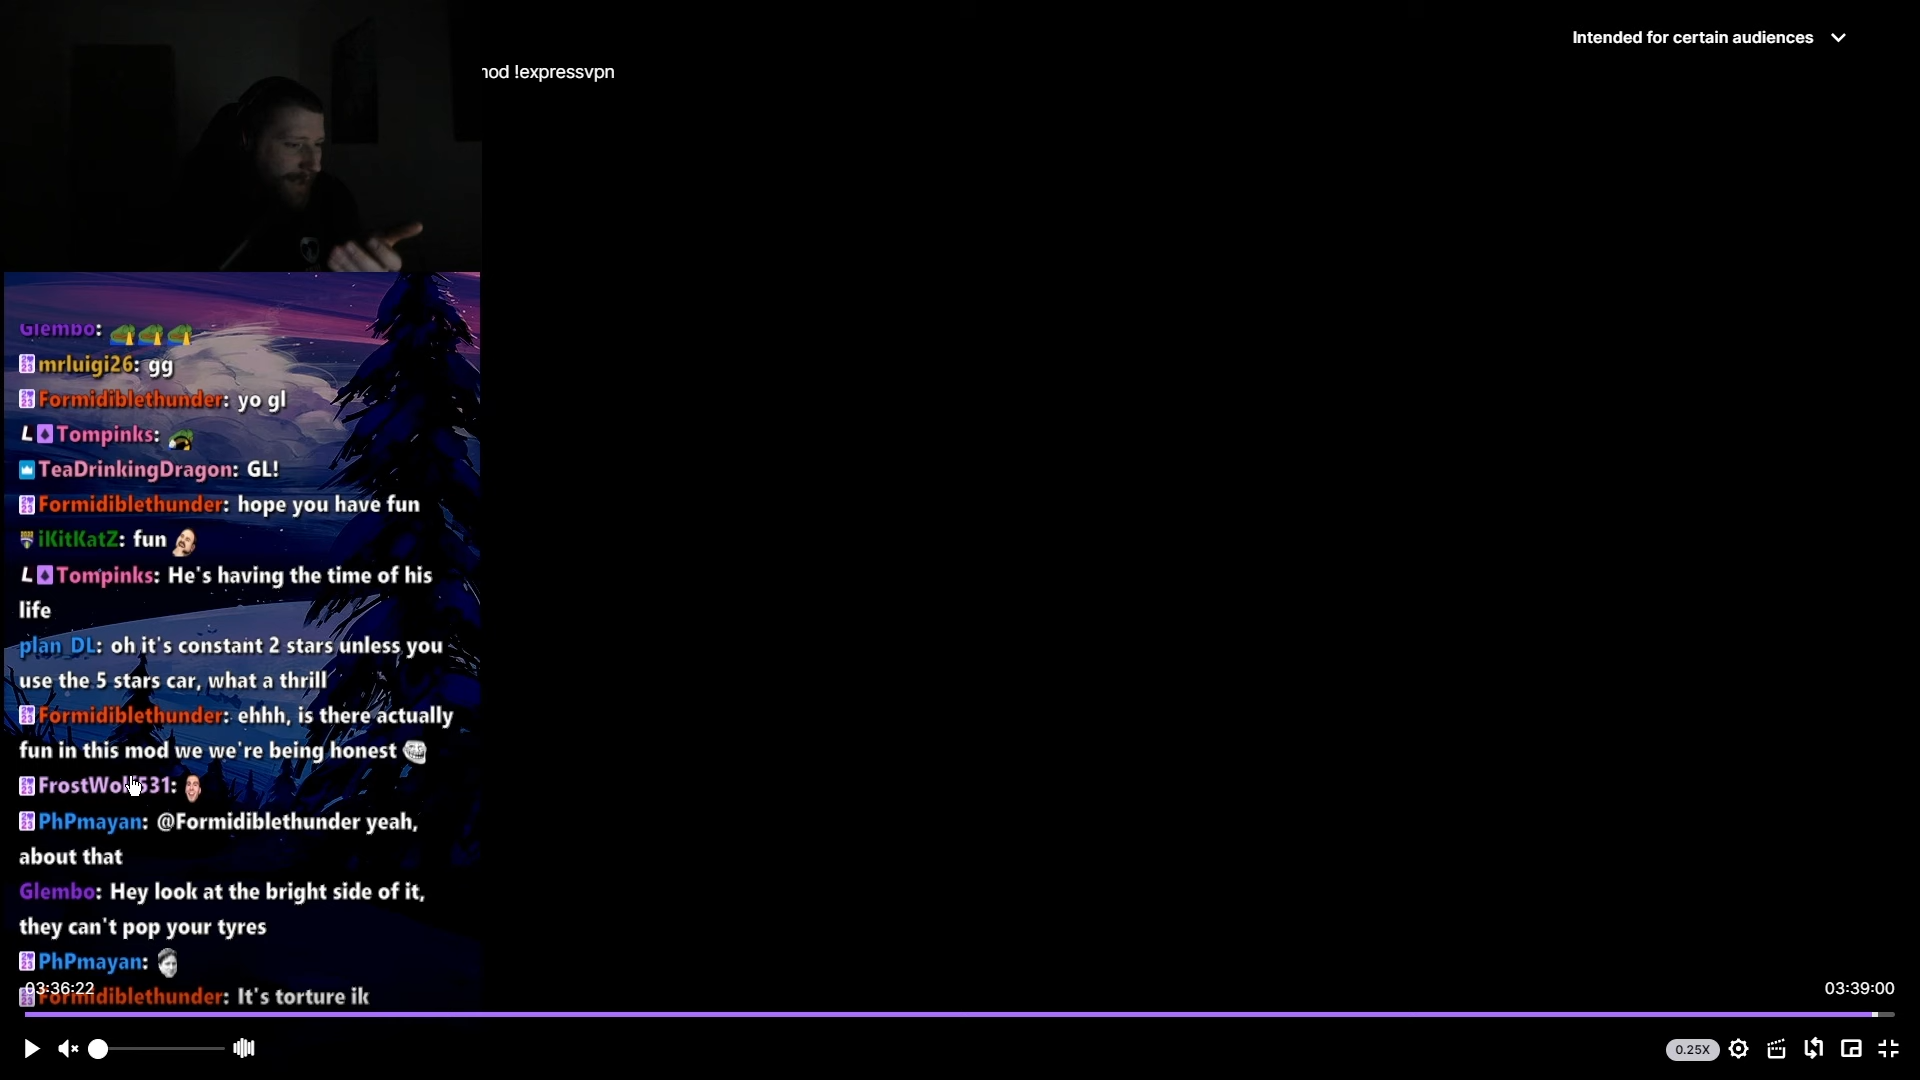 Intended for certain audiences
mod !expressvpn
Glembo:
mrluigi26: gg
Formidiblethunder: yo gl
Tompinks:
TeaDrinkingDragon: GL!
Formidiblethunder: hope you have fun
iKitKatZ: fun
Tompinks: He's having the time of his
life
plan_DL: oh it's constant 2 stars unless you
use the 5 stars car, what a thrill
Formidiblethunder: ehhh, is there actually
fun in this mod we we're being honest
FrostWolf531:
PhPmayan: @Formidiblethunder yeah,
about that
Glembo: Hey look at the bright side of it,
they can't pop your tyres
PhPmayan:
03:36:22
Formidiblethunder: It's torture ik
03:39:00
0.25X